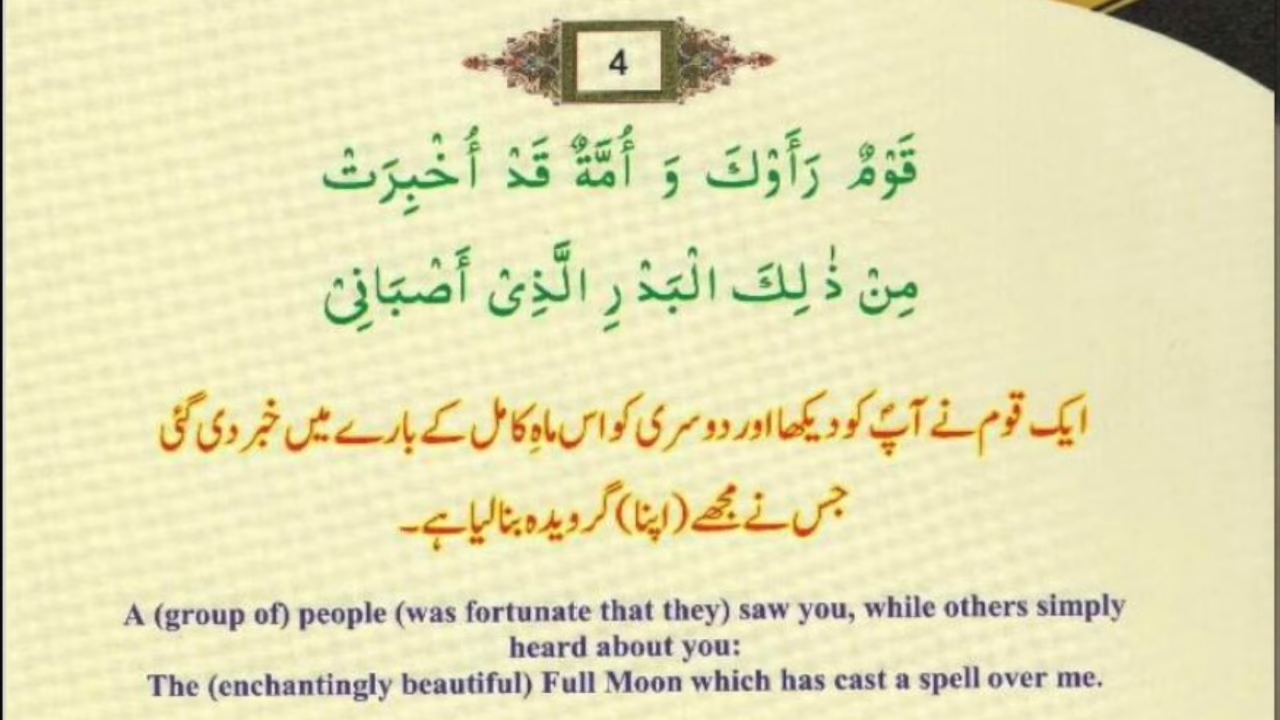 4
قَوْمٌ رَأَوْكَ وَ أُمَّةٌ قَدْ أُخْبِرَتْ
مِنْ ذٰلِكَ الْبَدْرِ الَّذِىْ أَصْبَانِىْ
ایک قوم نے آپؐ کو دیکھا اور دوسری کو اس ماہِ کامل کے بارے میں خبر دی گئی
جس نے مجھے (اپنا) گرویدہ بنا لیا ہے۔
A (group of) people (was fortunate that they) saw you, while others simply
heard about you:
The (enchantingly beautiful) Full Moon which has cast a spell over me.